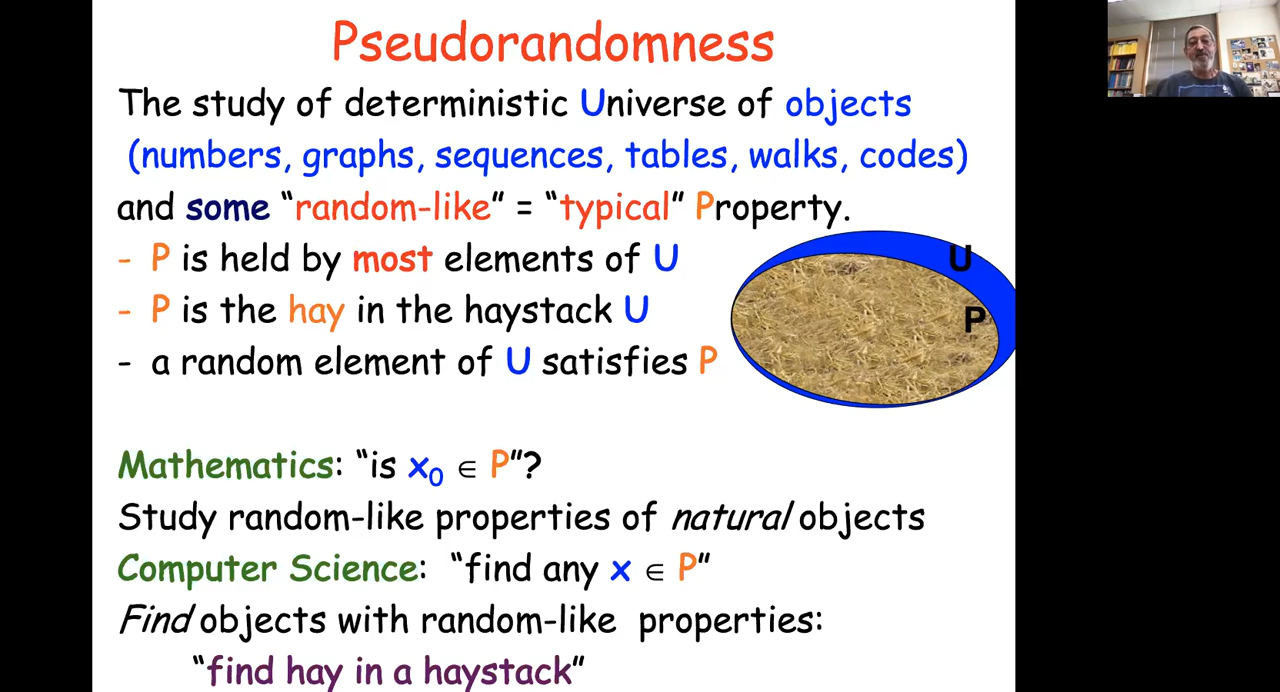 Pseudorandomness
The study of deterministic Universe of objects
(numbers, graphs, sequences, tables, walks, codes)
and some “random-like” = “typical” Property.
- P is held by most elements of U
- P is the hay in the haystack U
- a random element of U satisfies P
U
P
Mathematics: “is x₀ ∈ P”?
Study random-like properties of natural objects
Computer Science: “find any x ∈ P”
Find objects with random-like properties:
“find hay in a haystack”